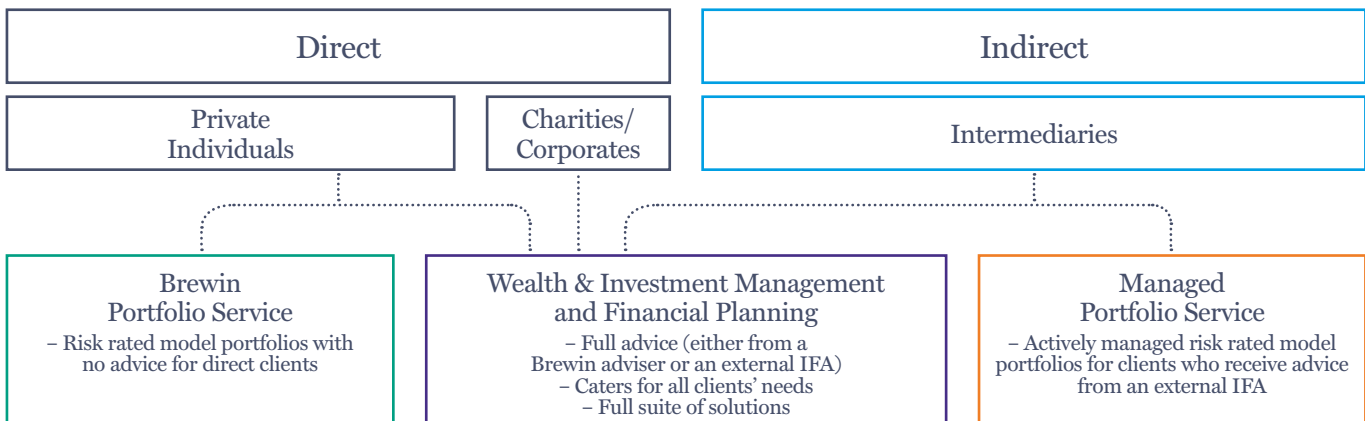 Direct
Indirect
Private
Individuals
Charities/
Corporates
Intermediaries
Brewin
Portfolio Service
– Risk rated model portfolios with
no advice for direct clients
Wealth & Investment Management
and Financial Planning
– Full advice (either from a
Brewin adviser or an external IFA)
– Caters for all clients’ needs
– Full suite of solutions
Managed
Portfolio Service
– Actively managed risk rated model
portfolios for clients who receive advice
from an external IFA